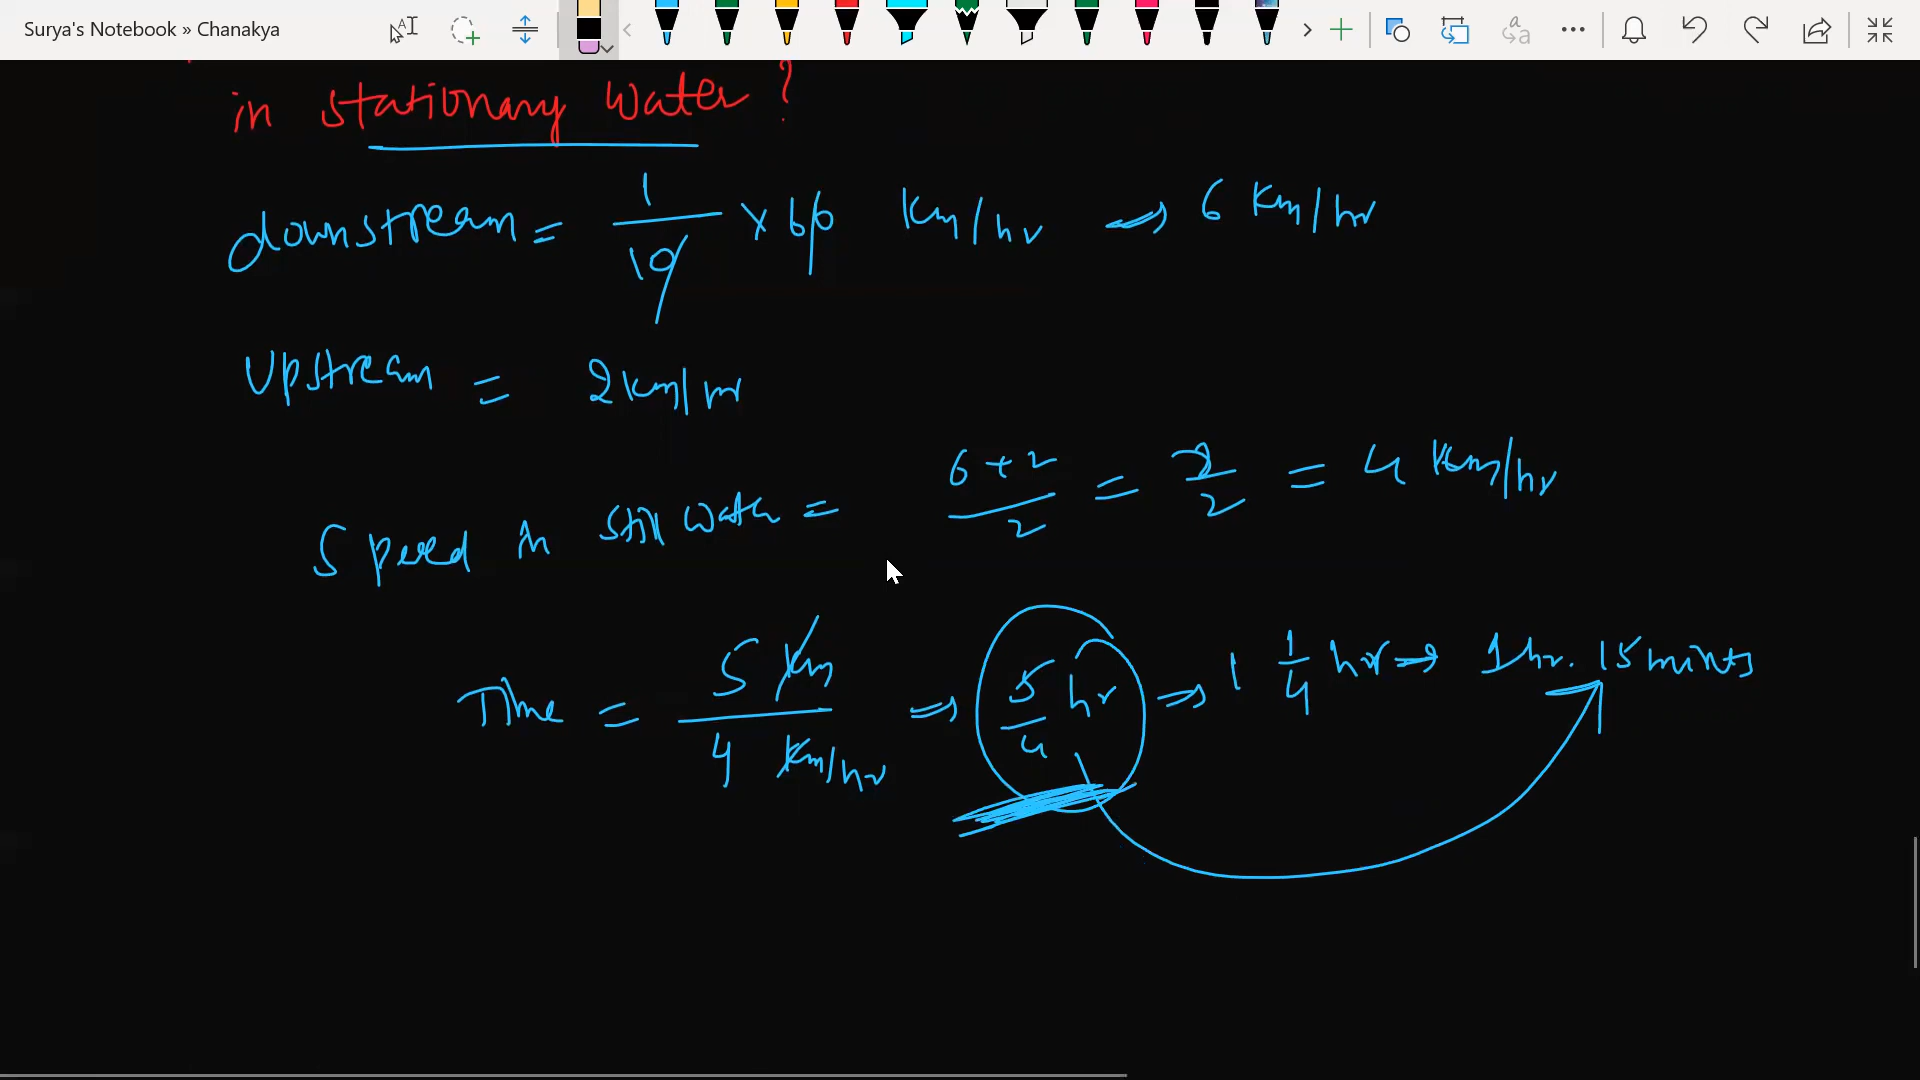 Surya's Notebook » Chanakya
in stationary water?
downstream = 1/10 × 60 Km/hr ⇒ 6 Km/hr
Upstream = 2 Km/hr
Speed in Still Water = 6+2/2 = 8/2 = 4 Km/hr
Time = 5 Km/4 Km/hr ⇒ 5/4 hr ⇒ 1 1/4 hr → 1 hr. 15 mints